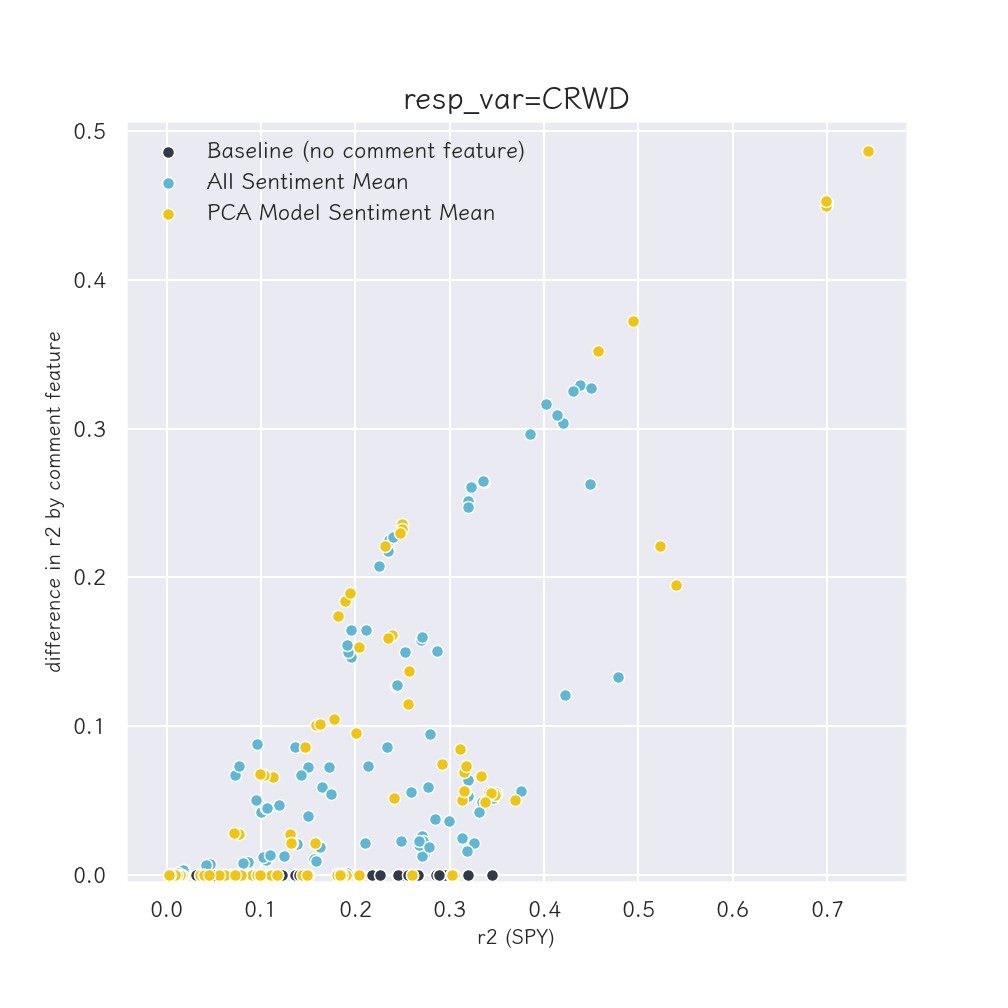 resp_var=CRWD
0.5
Baseline (no comment feature)
All Sentiment Mean
PCA Model Sentiment Mean
0.4
0.3
0.2
0.1
0.0
difference in r2 by comment feature
0.0 0.1 0.2 0.3 0.4 0.5 0.6 0.7
r2 (SPY)